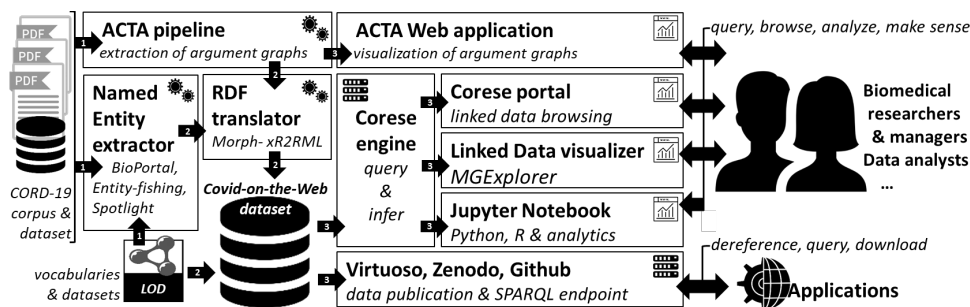 PDF
PDF
PDF
CORD-19
corpus &
dataset
1
1
ACTA pipeline
extraction of argument graphs
3
ACTA Web application
visualization of argument graphs
2
Named
Entity
extractor
BioPortal,
Entity-fishing,
Spotlight
2
RDF
translator
Morph- xR2RML
2
1
LOD
vocabularies
& datasets
2
Covid-on-the-Web
dataset
3
3
Corese
engine
query
&
infer
3
Corese portal
linked data browsing
3
Linked Data visualizer
MGExplorer
3
Jupyter Notebook
Python, R & analytics
Virtuoso, Zenodo, Github
data publication & SPARQL endpoint
query, browse, analyze, make sense
Biomedical
researchers
& managers
Data analysts
...
dereference, query, download
Applications